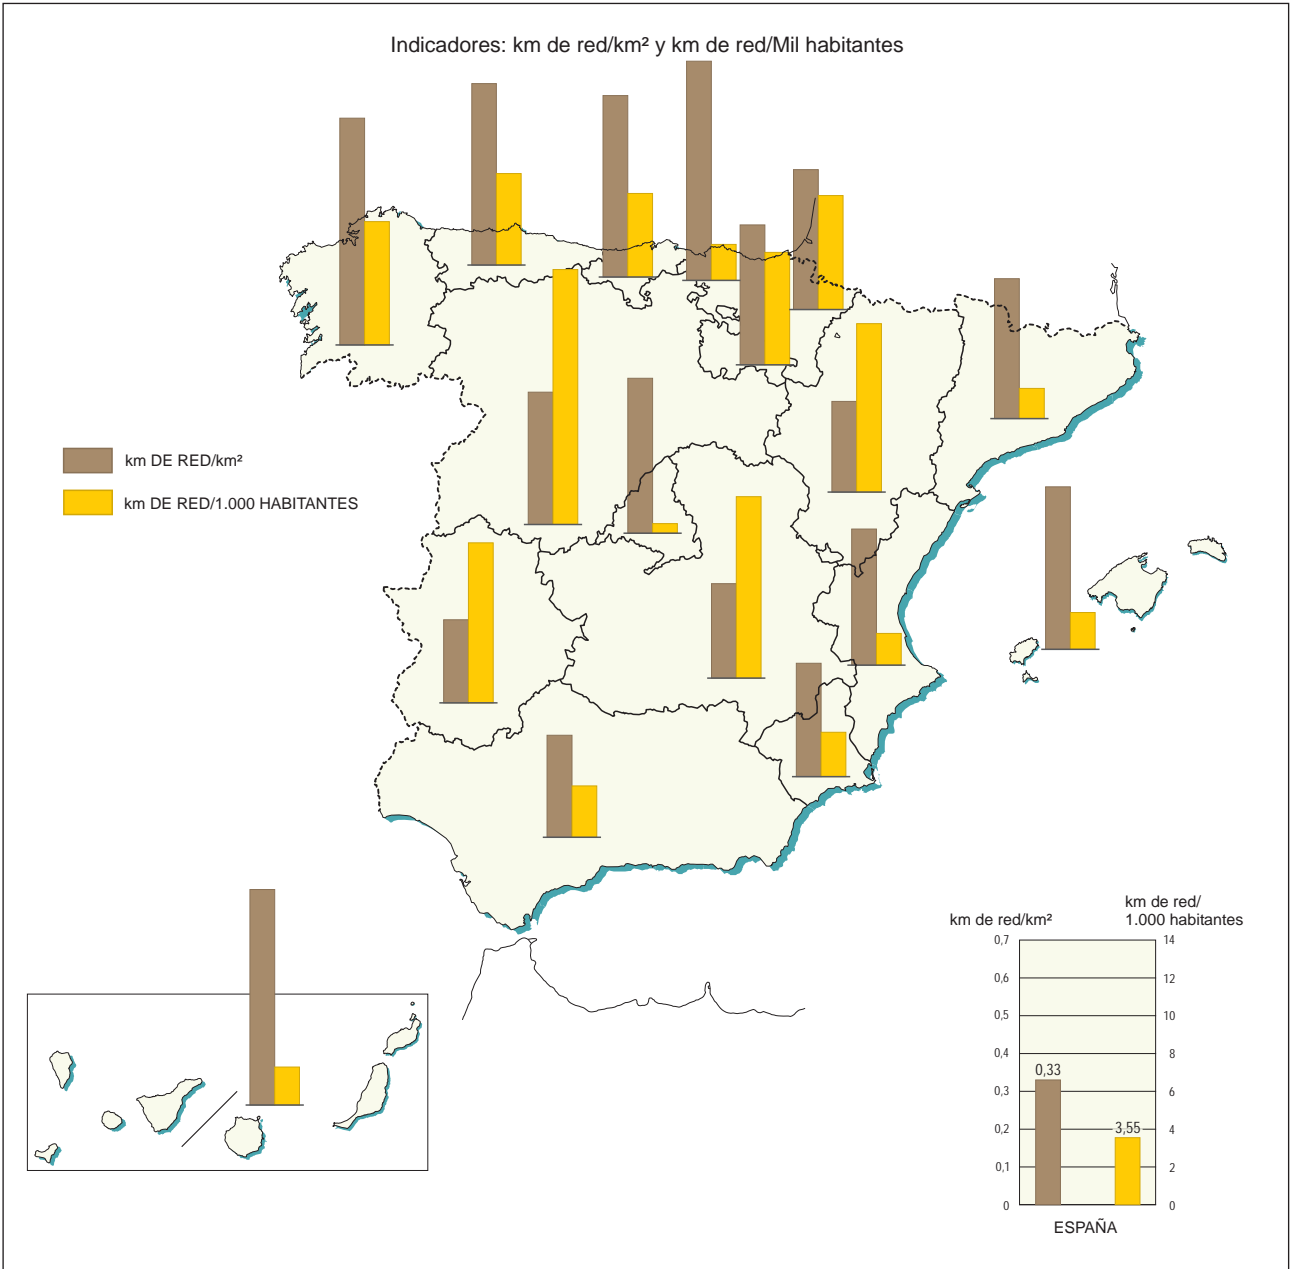 Indicadores: km de red/km² y km de red/Mil habitantes
km DE RED/km²
km DE RED/1.000 HABITANTES
km de red/km²
km de red/
1.000 habitantes
0,7
14
0,6
12
0,5
10
0,4
8
0,33
0,3
6
0,2
3,55
4
0,1
2
0
0
ESPAÑA